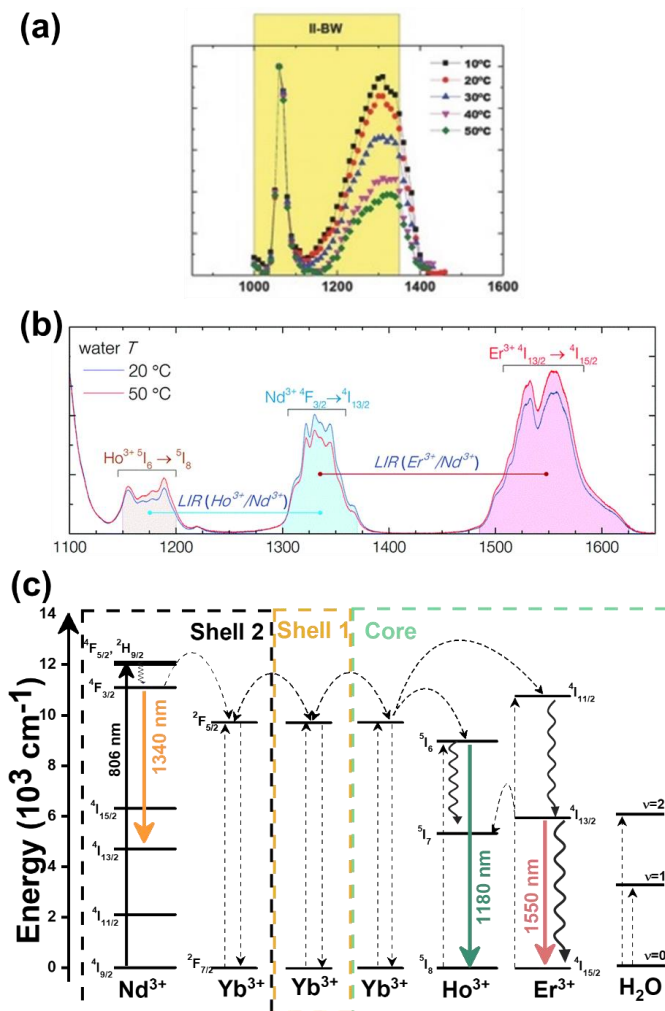 (a)
II-BW
10ºC
20ºC
30ºC
40ºC
50ºC
1000 1200 1400 1600
(b)
water T
20 °C
50 °C
Ho³⁺ ⁵I₆ → ⁵I₈
Nd³⁺ ⁴F₃/₂→⁴I₁₃/₂
Er³⁺ ⁴I₁₃/₂→ ⁴I₁₅/₂
LIR (Ho³⁺/Nd³⁺)
LIR (Er³⁺/Nd³⁺)
1100 1200 1300 1400 1500 1600
(c)
Energy (10³ cm⁻¹)
14
12
10
8
6
4
2
0
Shell 2
Shell 1
Core
⁴F₅/₂, ²H₉/₂
⁴F₃/₂
⁴I₁₅/₂
⁴I₁₃/₂
⁴I₁₁/₂
⁴I₉/₂
806 nm
1340 nm
²F₅/₂
²F₇/₂
⁵I₆
⁵I₇
⁵I₈
1180 nm
⁴I₁₁/₂
⁴I₁₃/₂
⁴I₁₅/₂
1550 nm
ν=2
ν=1
ν=0
Nd³⁺ Yb³⁺ Yb³⁺ Yb³⁺ Ho³⁺ Er³⁺ H₂O